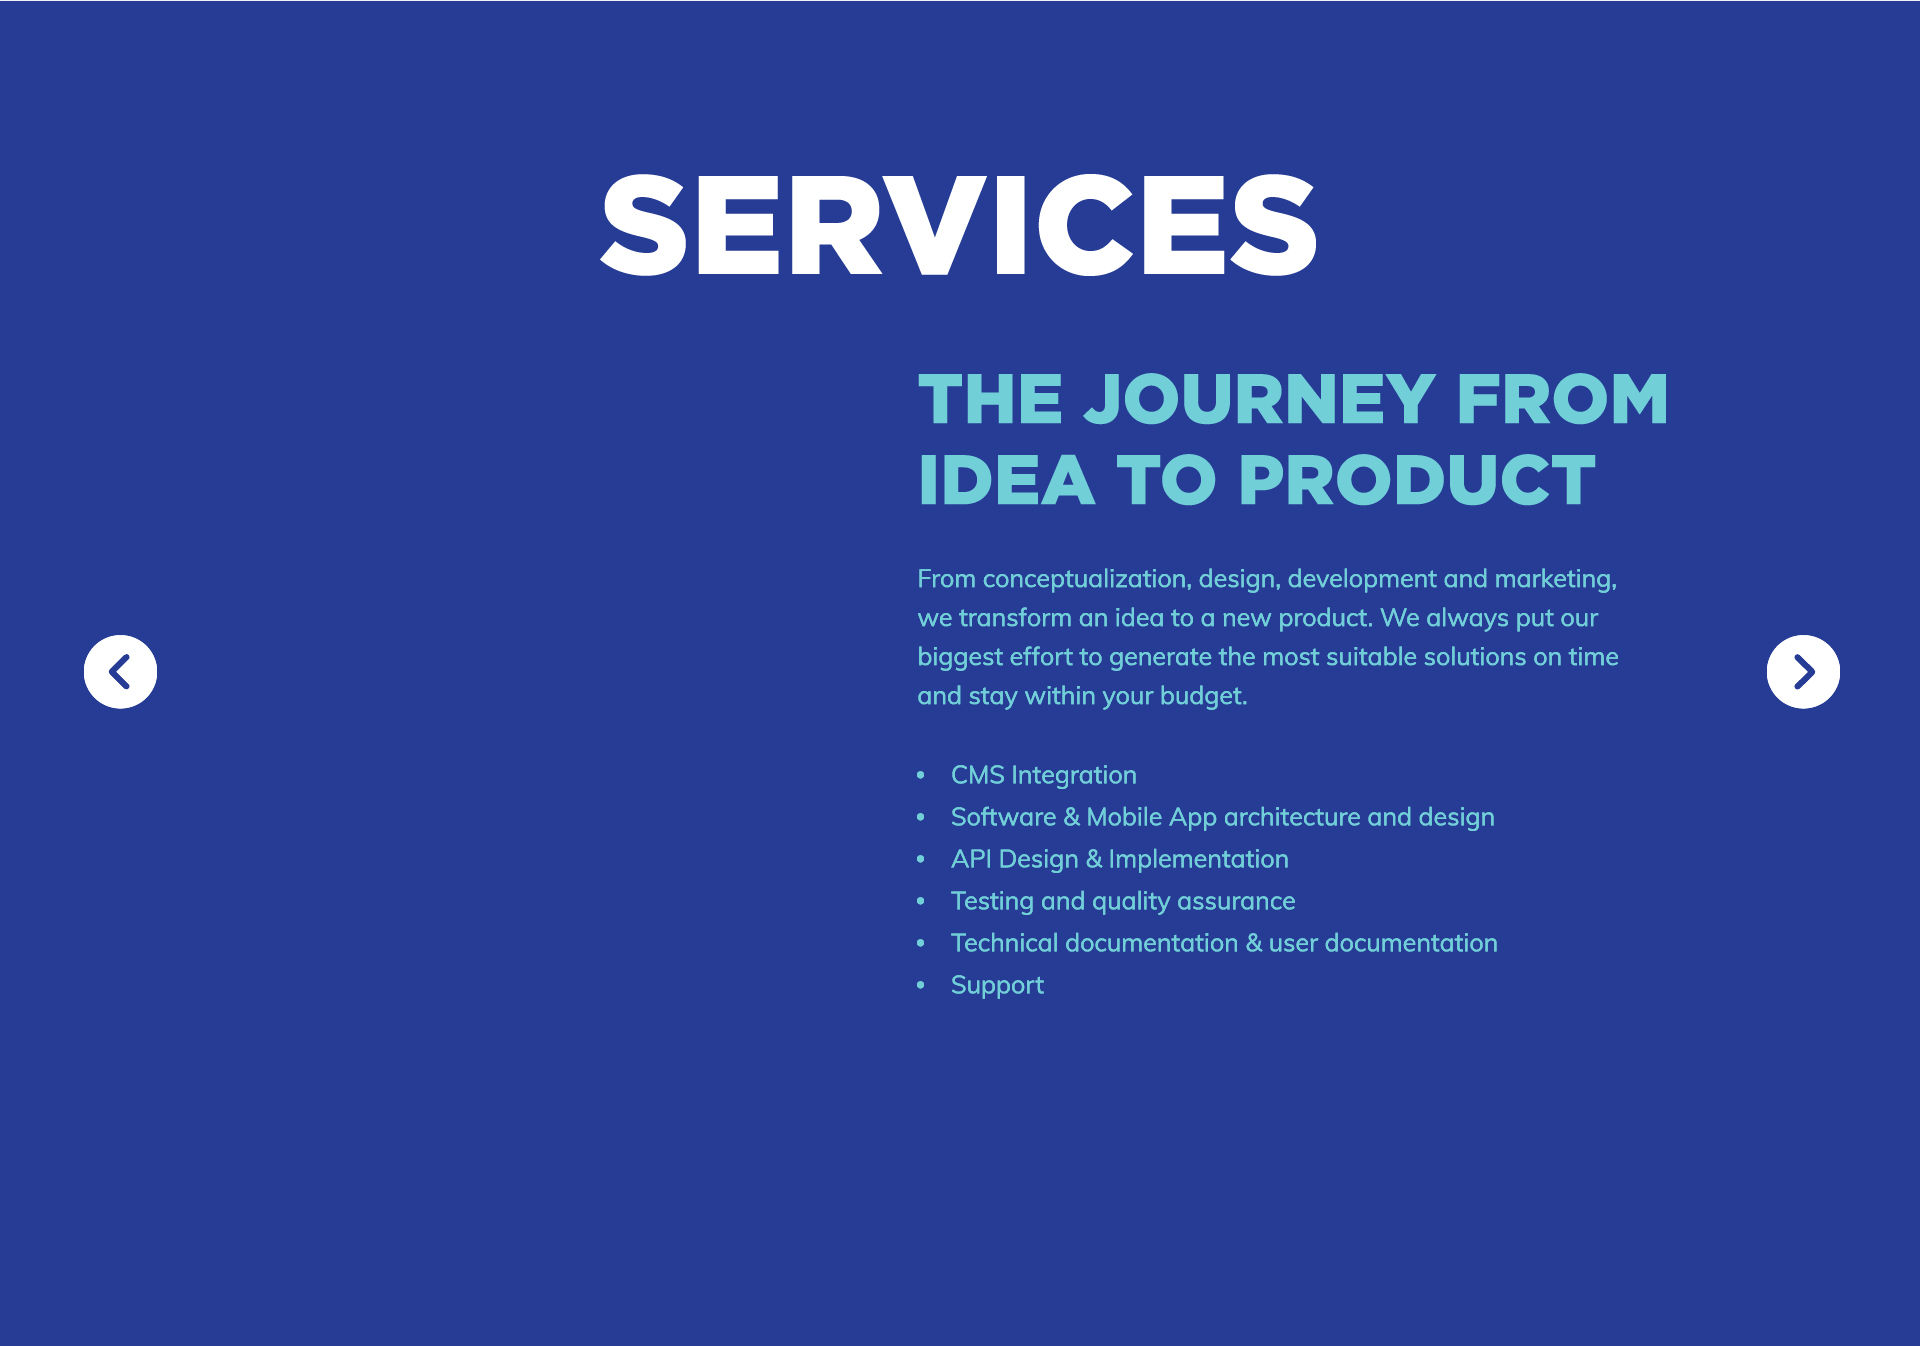 SERVICES
THE JOURNEY FROM
IDEA TO PRODUCT
From conceptualization, design, development and marketing,
we transform an idea to a new product. We always put our
biggest effort to generate the most suitable solutions on time
and stay within your budget.
• CMS Integration
• Software & Mobile App architecture and design
• API Design & Implementation
• Testing and quality assurance
• Technical documentation & user documentation
• Support